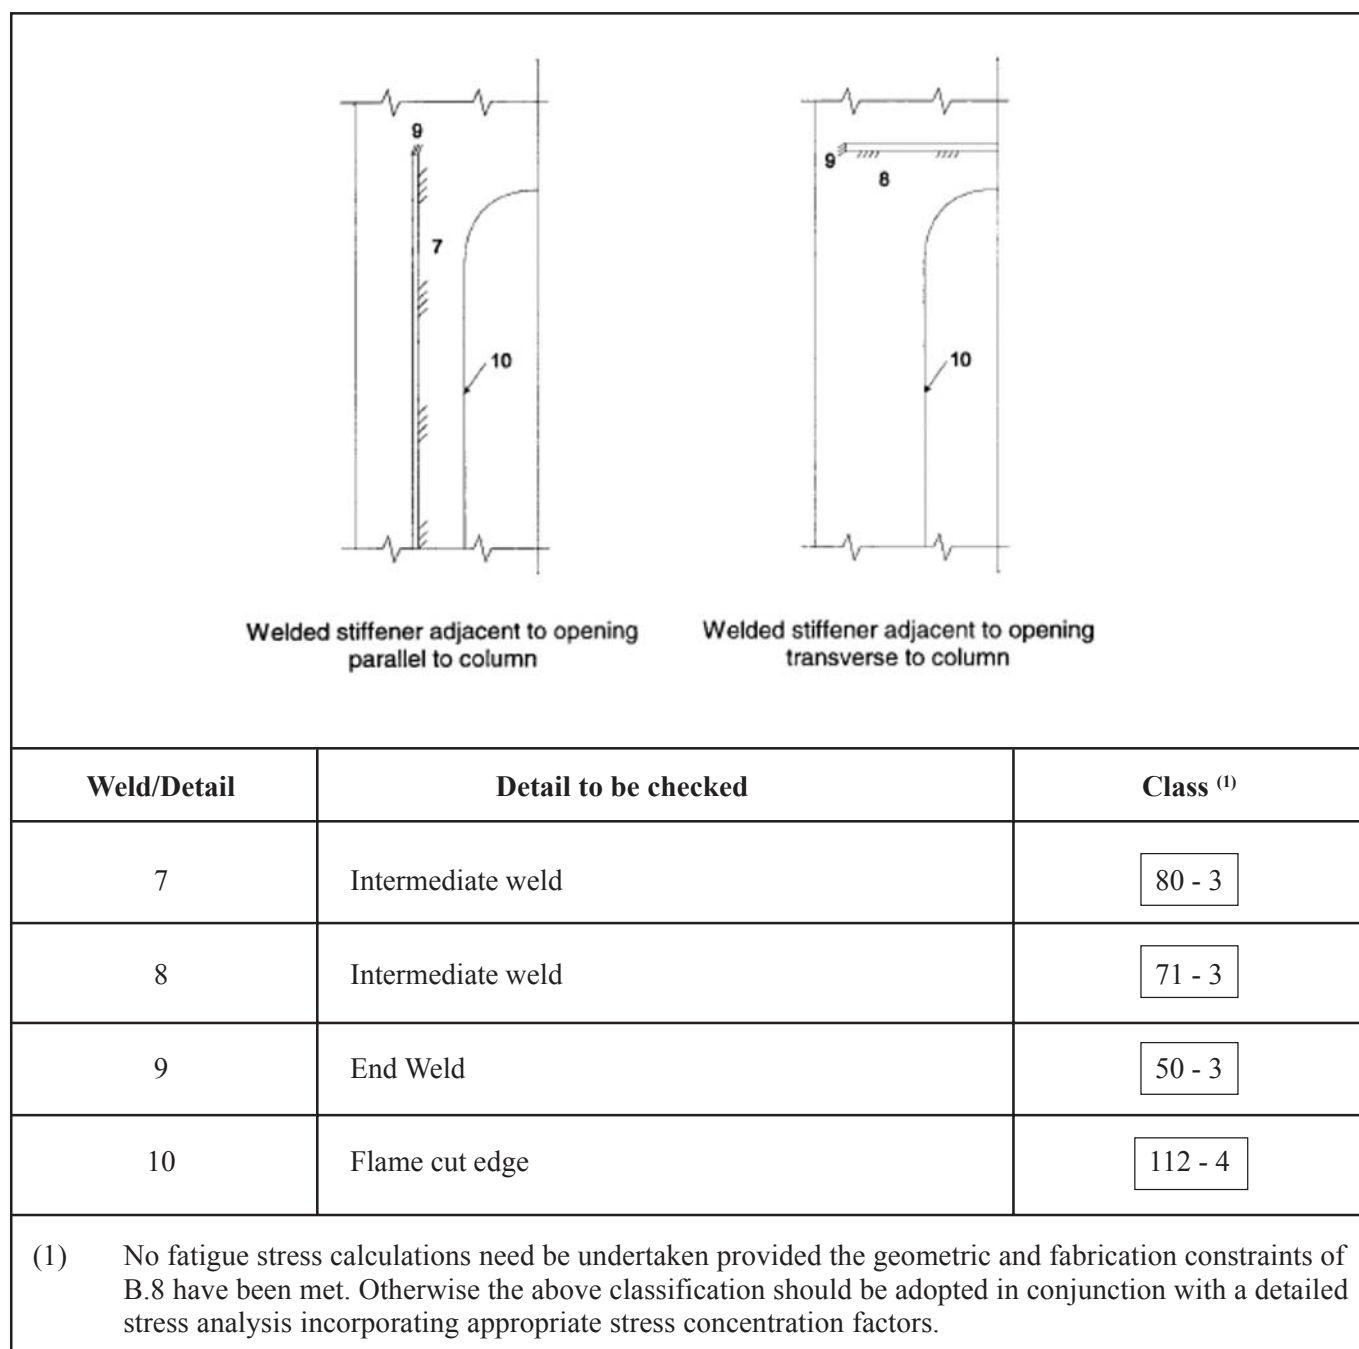 9
7
10
9
8
10
Welded stiffener adjacent to opening
parallel to column
Welded stiffener adjacent to opening
transverse to column
Weld/Detail Detail to be checked Class (1)
7 Intermediate weld 80 - 3
8 Intermediate weld 71 - 3
9 End Weld 50 - 3
10 Flame cut edge 112 - 4
(1) No fatigue stress calculations need be undertaken provided the geometric and fabrication constraints of
B.8 have been met. Otherwise the above classification should be adopted in conjunction with a detailed
stress analysis incorporating appropriate stress concentration factors.